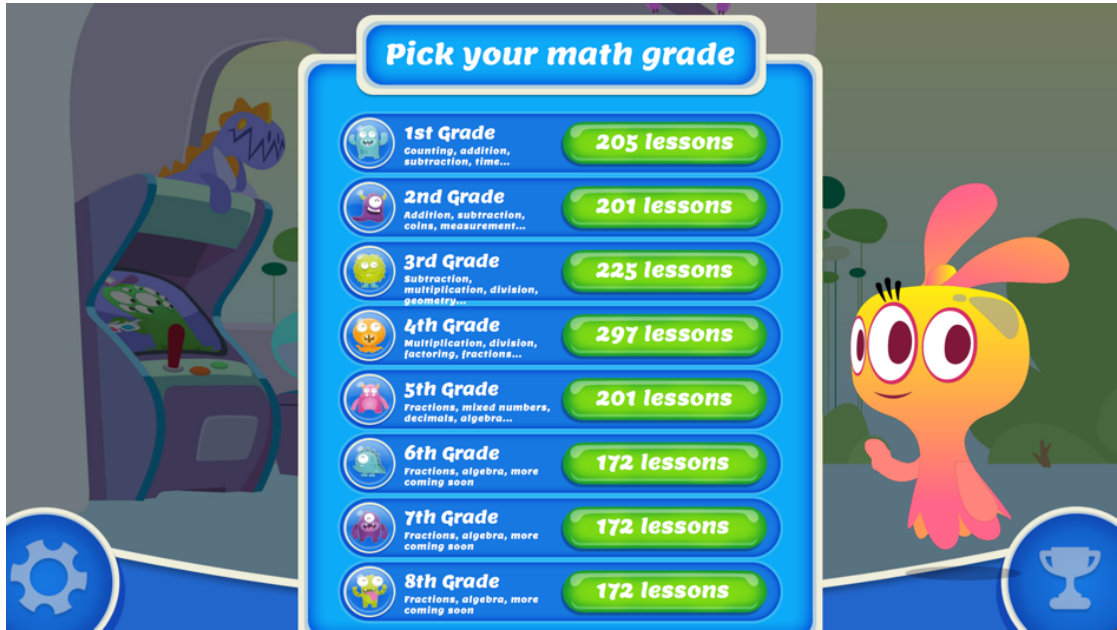 Pick your math grade
1st Grade
Counting, addition,
subtraction, time...
205 lessons
2nd Grade
Addition, subtraction,
coins, measurement...
201 lessons
3rd Grade
Subtraction,
multiplication, division,
geometry...
225 lessons
4th Grade
Multiplication, division,
factoring, fractions...
297 lessons
5th Grade
Fractions, mixed numbers,
decimals, algebra...
201 lessons
6th Grade
Fractions, algebra, more
coming soon
172 lessons
7th Grade
Fractions, algebra, more
coming soon
172 lessons
8th Grade
Fractions, algebra, more
coming soon
172 lessons